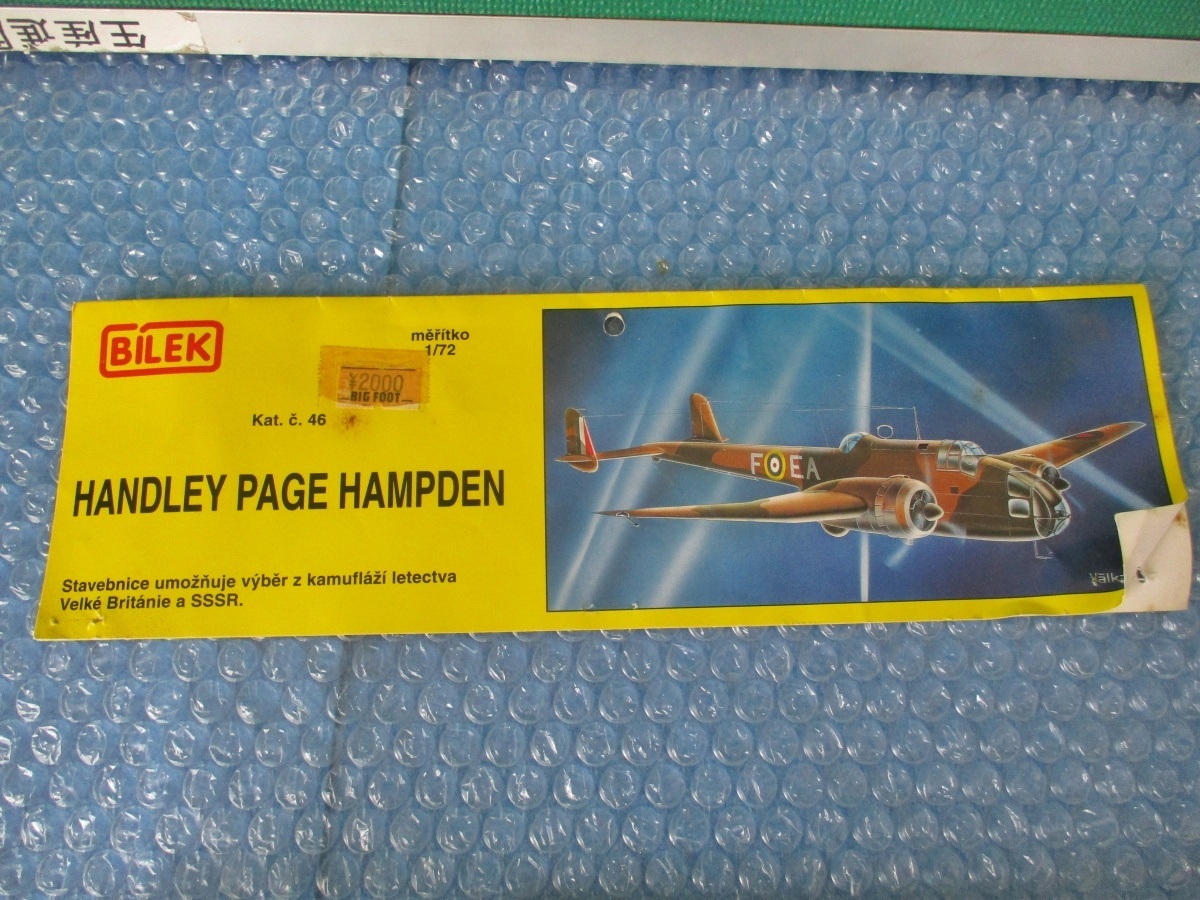 BÍLEK
měřítko
1/72
¥2000
BIG FOOT
Kat. č. 46
HANDLEY PAGE HAMPDEN
Stavebnice umožňuje výběr z kamufláží letectva
Velké Británie a SSSR.
F EA